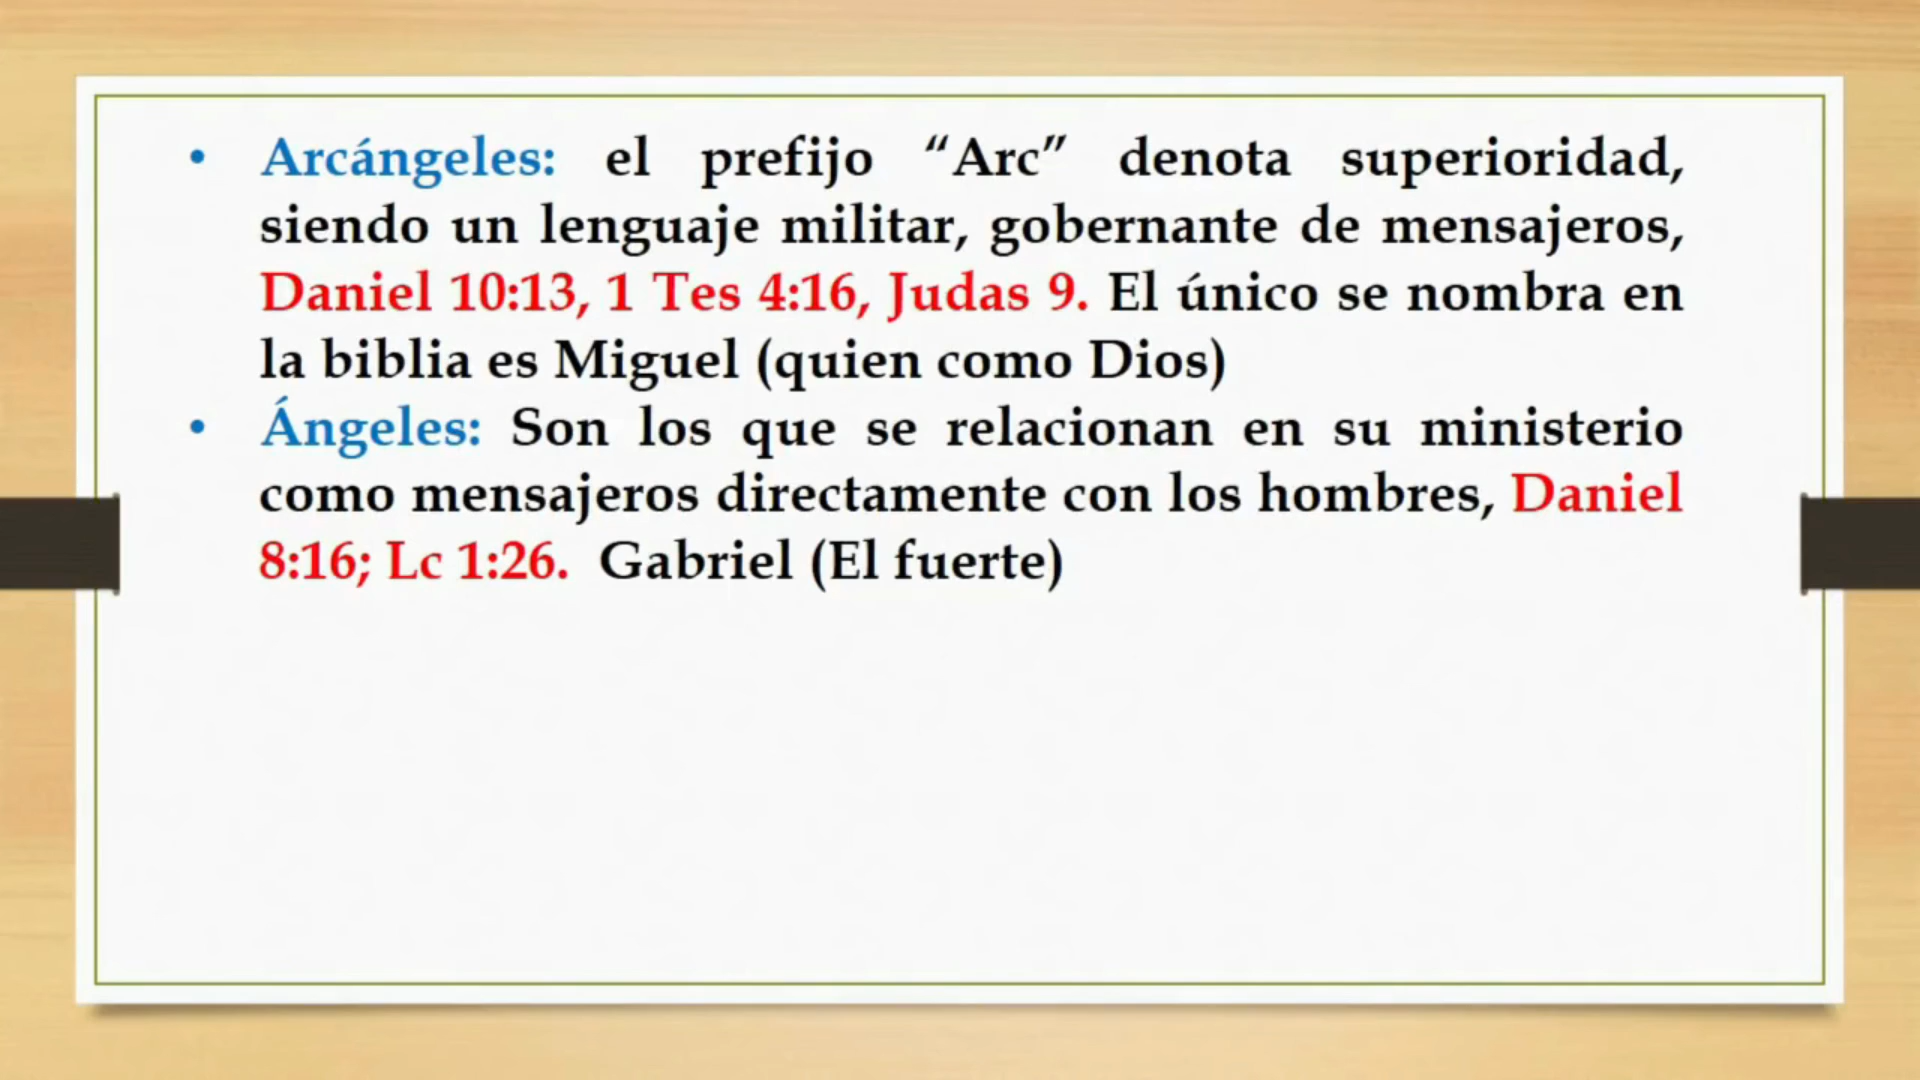 • Arcángeles: el prefijo “Arc” denota superioridad,
siendo un lenguaje militar, gobernante de mensajeros,
Daniel 10:13, 1 Tes 4:16, Judas 9. El único se nombra en
la biblia es Miguel (quien como Dios)
• Ángeles: Son los que se relacionan en su ministerio
como mensajeros directamente con los hombres, Daniel
8:16; Lc 1:26. Gabriel (El fuerte)